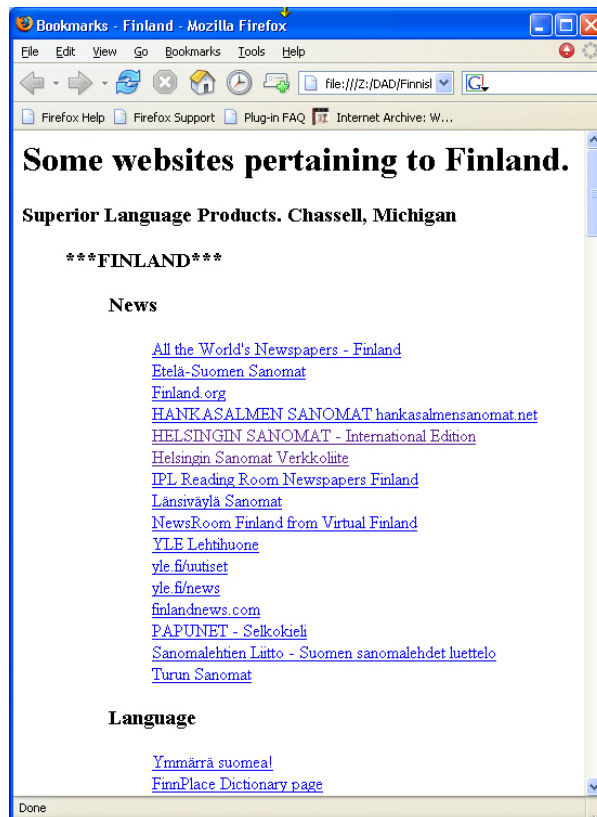 Bookmarks - Finland - Mozilla Firefox
File Edit View Go Bookmarks Tools Help
file:///Z:/DAD/Finnisl G
Firefox Help Firefox Support Plug-in FAQ Internet Archive: W...
Some websites pertaining to Finland.
Superior Language Products. Chassell, Michigan
***FINLAND***
News
All the World's Newspapers - Finland
Etelä-Suomen Sanomat
Finland.org
HANKASALMEN SANOMAT hankasalmensanomat.net
HELSINGIN SANOMAT - International Edition
Helsingin Sanomat Verkkoliite
IPL Reading Room Newspapers Finland
Länsiväylä Sanomat
NewsRoom Finland from Virtual Finland
YLE Lehtihuone
yle.fi/uutiset
yle.fi/news
finlandnews.com
PAPUNET - Selkokieli
Sanomalehtien Liitto - Suomen sanomalehdet luettelo
Turun Sanomat
Language
Ymmärrä suomea!
FinnPlace Dictionary page
Done